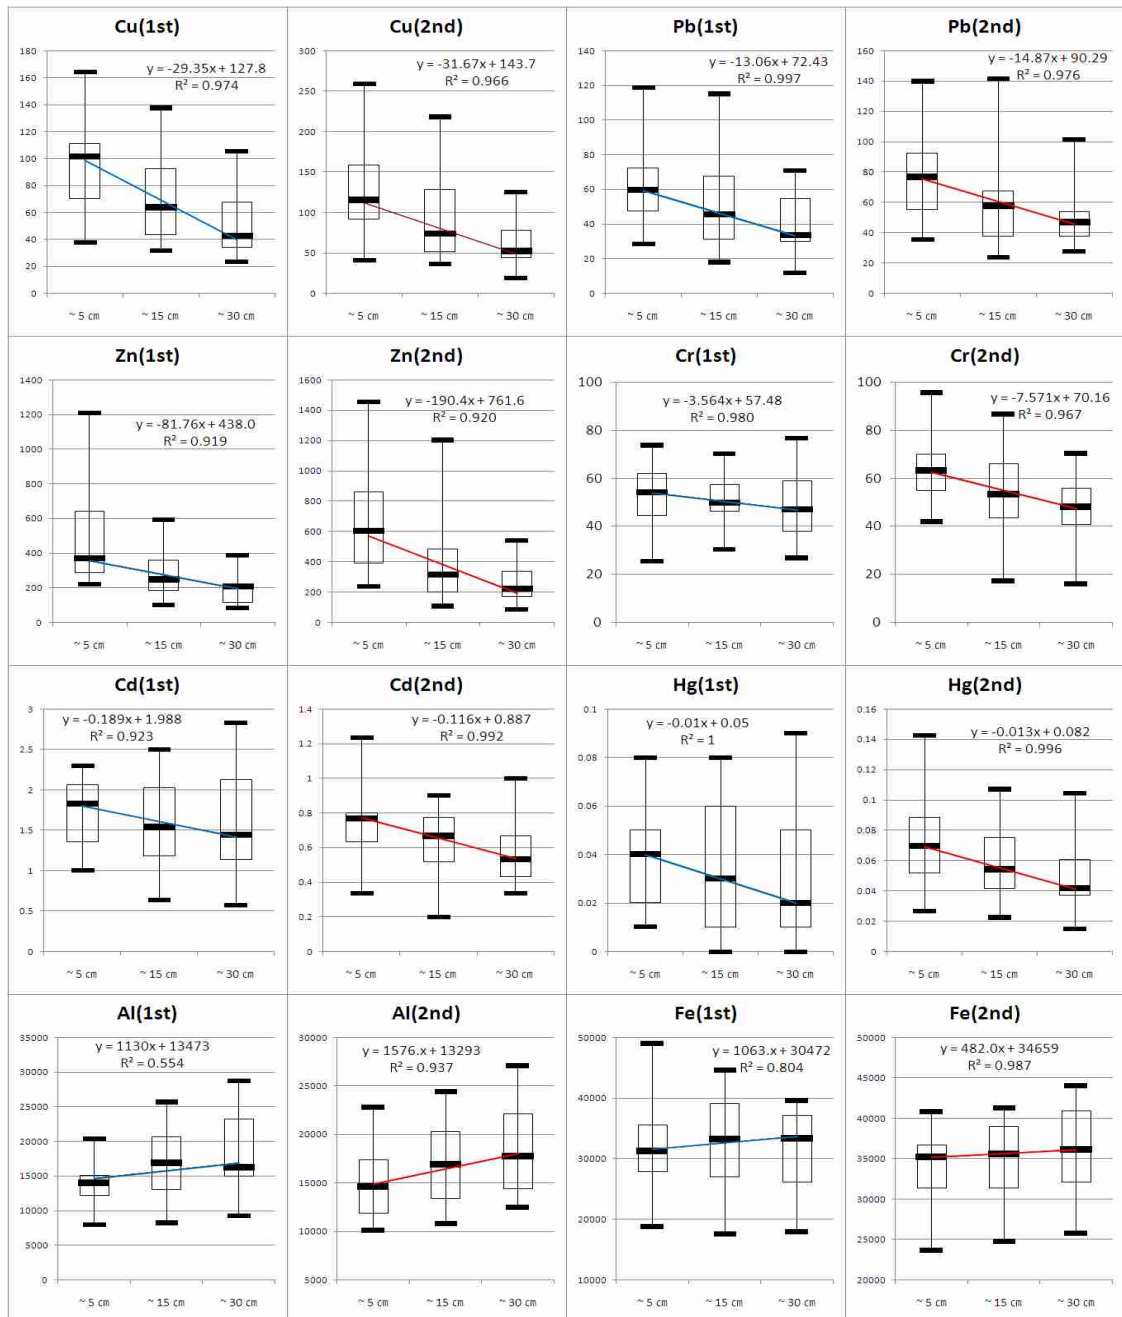 Cu(1st)
y = -29.35x + 127.8
R² = 0.974
180
160
140
120
100
80
60
40
20
0
~ 5 ㎝ ~ 15 ㎝ ~ 30 ㎝
Cu(2nd)
y = -31.67x + 143.7
R² = 0.966
300
250
200
150
100
50
0
~ 5 ㎝ ~ 15 ㎝ ~ 30 ㎝
Pb(1st)
y = -13.06x + 72.43
R² = 0.997
140
120
100
80
60
40
20
0
~ 5 ㎝ ~ 15 ㎝ ~ 30 ㎝
Pb(2nd)
y = -14.87x + 90.29
R² = 0.976
160
140
120
100
80
60
40
20
0
~ 5 ㎝ ~ 15 ㎝ ~ 30 ㎝
Zn(1st)
y = -81.76x + 438.0
R² = 0.919
1400
1200
1000
800
600
400
200
0
~ 5 ㎝ ~ 15 ㎝ ~ 30 ㎝
Zn(2nd)
y = -190.4x + 761.6
R² = 0.920
1600
1400
1200
1000
800
600
400
200
0
~ 5 ㎝ ~ 15 ㎝ ~ 30 ㎝
Cr(1st)
y = -3.564x + 57.48
R² = 0.980
100
80
60
40
20
0
~ 5 ㎝ ~ 15 ㎝ ~ 30 ㎝
Cr(2nd)
y = -7.571x + 70.16
R² = 0.967
100
80
60
40
20
0
~ 5 ㎝ ~ 15 ㎝ ~ 30 ㎝
Cd(1st)
y = -0.189x + 1.988
R² = 0.923
3
2.5
2
1.5
1
0.5
0
~ 5 ㎝ ~ 15 ㎝ ~ 30 ㎝
Cd(2nd)
y = -0.116x + 0.887
R² = 0.992
1.4
1.2
1
0.8
0.6
0.4
0.2
0
~ 5 ㎝ ~ 15 ㎝ ~ 30 ㎝
Hg(1st)
y = -0.01x + 0.05
R² = 1
0.1
0.08
0.06
0.04
0.02
0
~ 5 ㎝ ~ 15 ㎝ ~ 30 ㎝
Hg(2nd)
y = -0.013x + 0.082
R² = 0.996
0.16
0.14
0.12
0.1
0.08
0.06
0.04
0.02
0
~ 5 ㎝ ~ 15 ㎝ ~ 30 ㎝
Al(1st)
y = 1130x + 13473
R² = 0.554
35000
30000
25000
20000
15000
10000
5000
0
~ 5 ㎝ ~ 15 ㎝ ~ 30 ㎝
Al(2nd)
y = 1576.x + 13293
R² = 0.937
30000
25000
20000
15000
10000
5000
~ 5 ㎝ ~ 15 ㎝ ~ 30 ㎝
Fe(1st)
y = 1063.x + 30472
R² = 0.804
50000
40000
30000
20000
10000
~ 5 ㎝ ~ 15 ㎝ ~ 30 ㎝
Fe(2nd)
y = 482.0x + 34659
R² = 0.987
50000
45000
40000
35000
30000
25000
20000
~ 5 ㎝ ~ 15 ㎝ ~ 30 ㎝